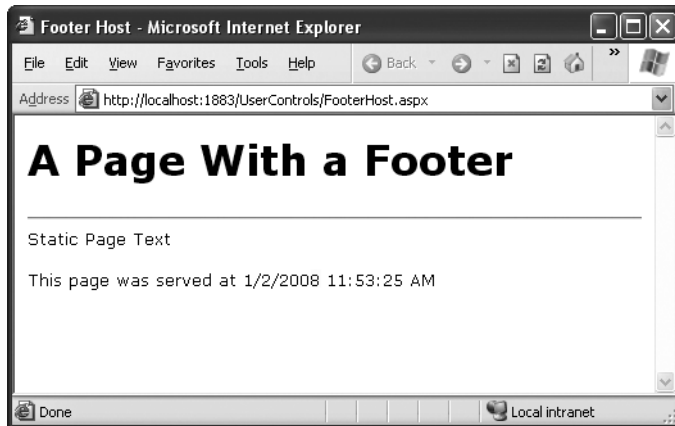 Footer Host - Microsoft Internet Explorer
File Edit View Favorites Tools Help Back »
Address http://localhost:1883/UserControls/FooterHost.aspx
A Page With a Footer
Static Page Text
This page was served at 1/2/2008 11:53:25 AM
Done Local intranet